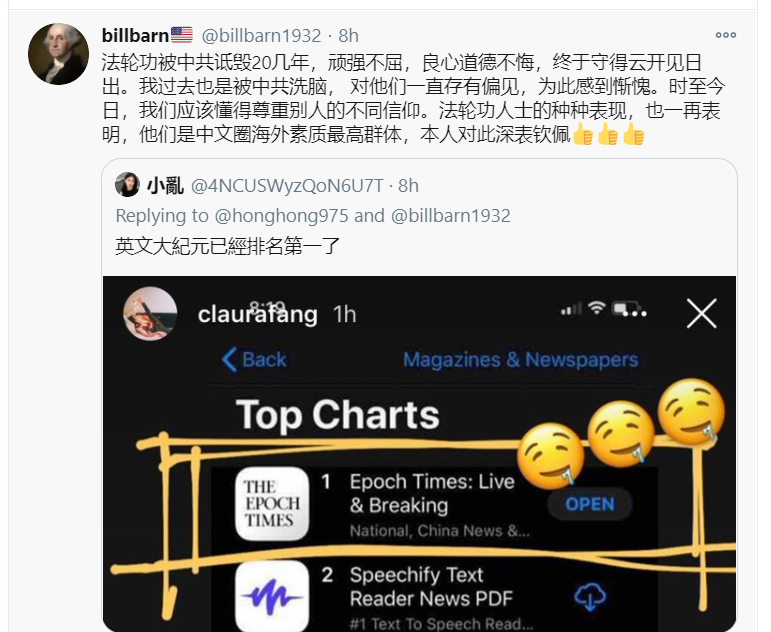 billbarn🇺🇸 @billbarn1932 · 8h
法轮功被中共诋毁20几年，顽强不屈，良心道德不悔，终于守得云开见日
出。我过去也是被中共洗脑， 对他们一直存有偏见，为此感到惭愧。时至今
日，我们应该懂得尊重别人的不同信仰。法轮功人士的种种表现，也一再表
明，他们是中文圈海外素质最高群体，本人对此深表钦佩👍👍👍
小亂 @4NCUSWyzQoN6U7T · 8h
Replying to @honghong975 and @billbarn1932
英文大紀元已經排名第一了
8:19
claurafang 1h
Back
Magazines & Newspapers
Top Charts
THE
EPOCH
TIMES
1 Epoch Times: Live
& Breaking
National, China News &...
OPEN
2 Speechify Text
Reader News PDF
#1 Text To Speech Read...